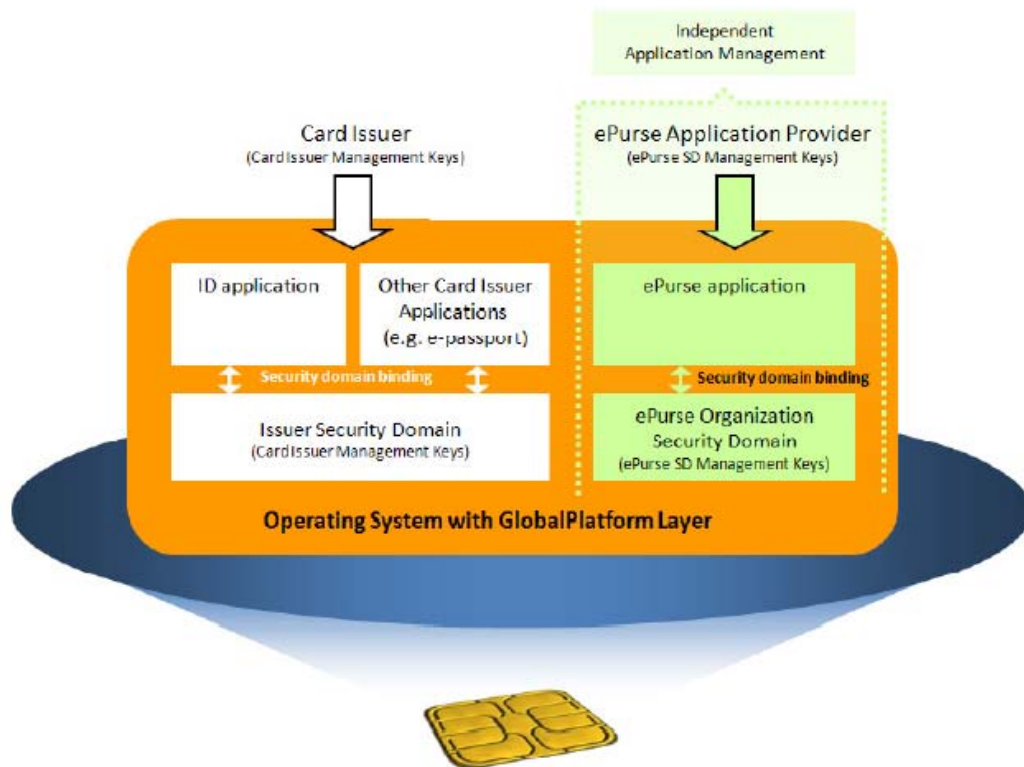 Independent
Application Management
Card Issuer
(Card Issuer Management Keys)
ePurse Application Provider
(ePurse SD Management Keys)
ID application
Other Card Issuer
Applications
(e.g. e-passport)
ePurse application
Security domain binding
Security domain binding
Issuer Security Domain
(Card Issuer Management Keys)
ePurse Organization
Security Domain
(ePurse SD Management Keys)
Operating System with GlobalPlatform Layer